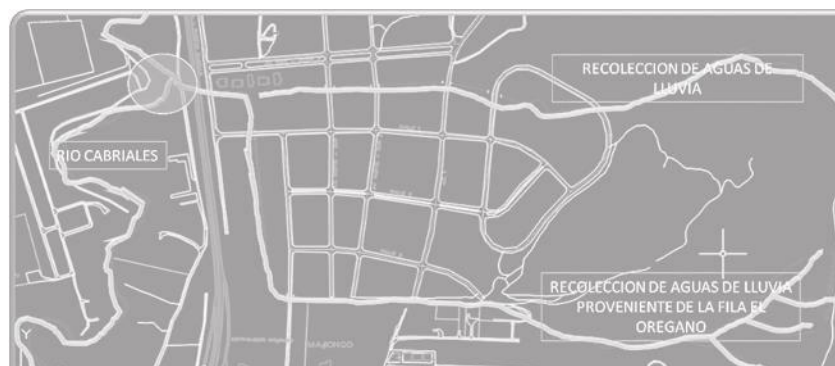 RECOLECCION DE AGUAS DE
LLUVIA
RIO CABRIALES
RECOLECCION DE AGUAS DE LLUVIA
PROVENIENTE DE LA FILA EL
OREGANO